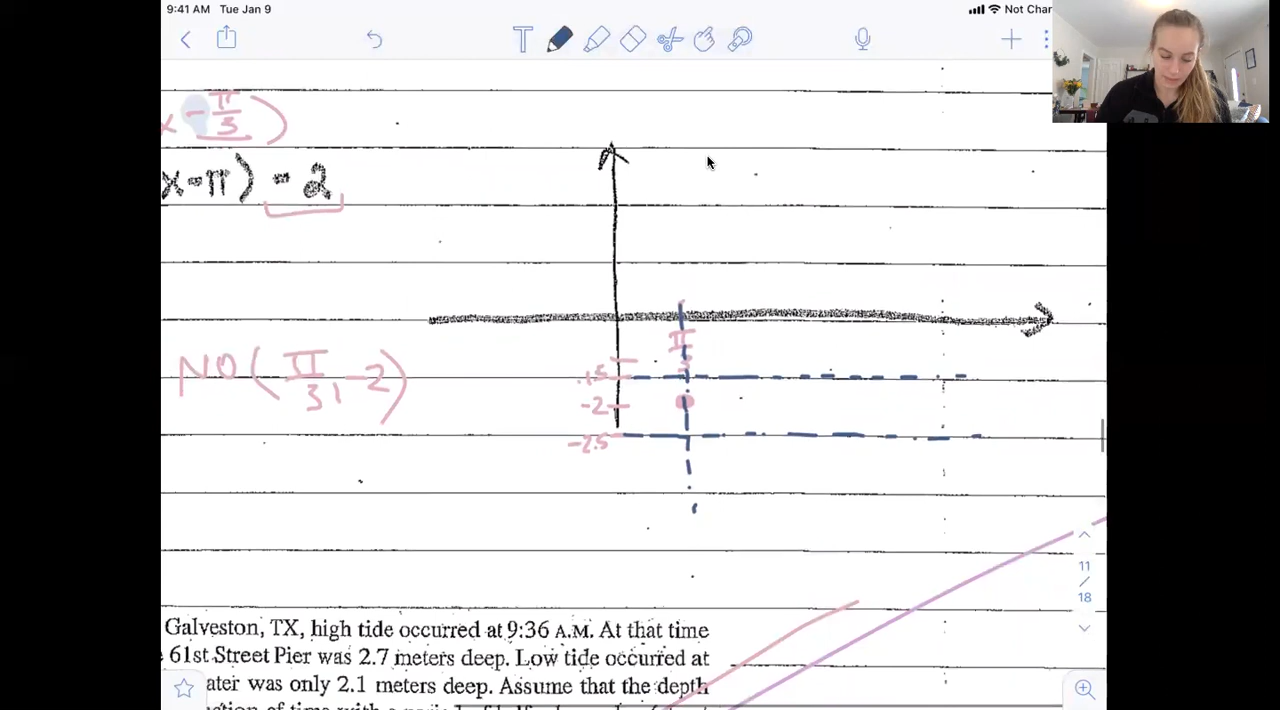 9:41 AM Tue Jan 9
Not Char
x - π/3 )
x-π) - 2
NO ( π/3, -2 )
π/3
-1.5
-2
-2.5
11
/
18
Galveston, TX, high tide occurred at 9:36 A.M. At that time
61st Street Pier was 2.7 meters deep. Low tide occurred at
ater was only 2.1 meters deep. Assume that the depth